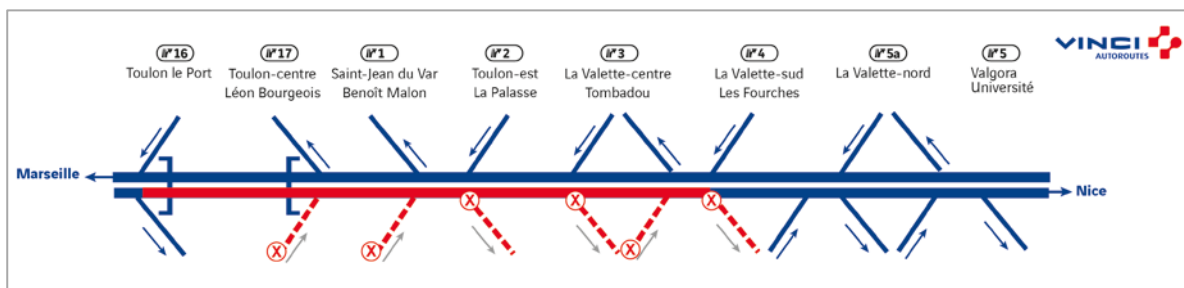 n°16
Toulon le Port
n°17
Toulon-centre
Léon Bourgeois
n°1
Saint-Jean du Var
Benoît Malon
n°2
Toulon-est
La Palasse
n°3
La Valette-centre
Tombadou
n°4
La Valette-sud
Les Fourches
n°5a
La Valette-nord
n°5
Valgora
Université
VINCI
AUTOROUTES
Marseille
Nice
X
X
X
X
X
X